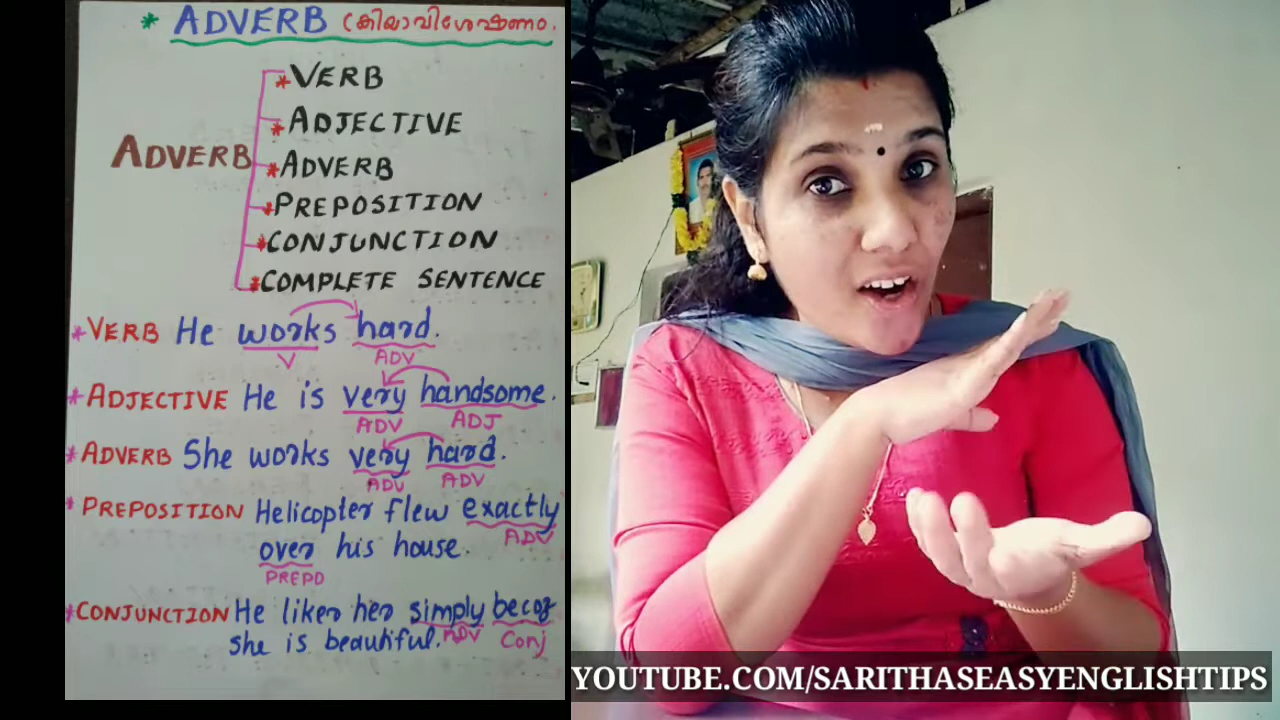 * ADVERB (ക്രിയാവിശേഷണം.
* VERB
* ADJECTIVE
ADVERB * ADVERB
* PREPOSITION
* CONJUNCTION
* COMPLETE SENTENCE
* VERB He works hard.
V ADV
* ADJECTIVE He is very handsome.
ADV ADJ
* ADVERB She works very hard.
ADV ADV
* PREPOSITION Helicopter flew exactly
ADV
over his house.
PREPO
* CONJUNCTION He likes her simply becoz
she is beautiful. ADV Conj
YOUTUBE.COM/SARITHASEASYENGLISHTIPS